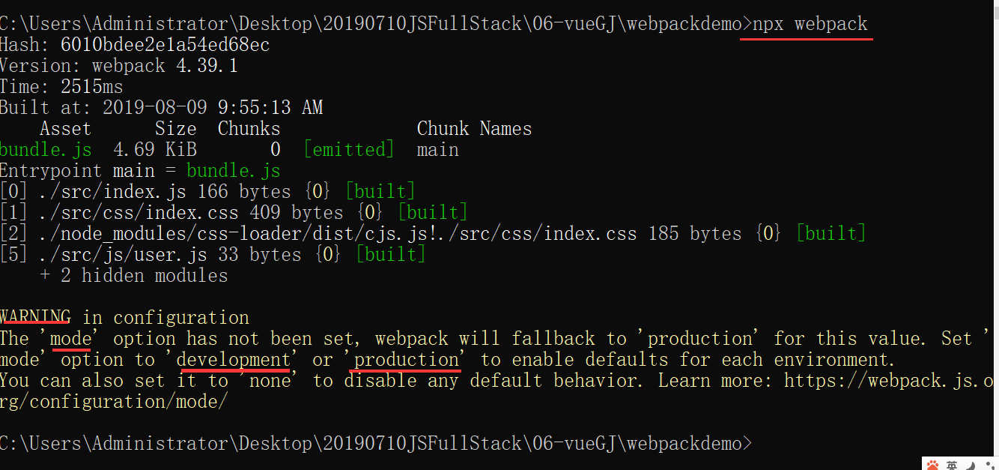 C:\Users\Administrator\Desktop\20190710JSFullStack\06-vueGJ\webpackdemo>npx webpack
Hash: 6010bdee2e1a54ed68ec
Version: webpack 4.39.1
Time: 2515ms
Built at: 2019-08-09 9:55:13 AM
Asset Size Chunks Chunk Names
bundle.js 4.69 KiB 0 [emitted] main
Entrypoint main = bundle.js
[0] ./src/index.js 166 bytes {0} [built]
[1] ./src/css/index.css 409 bytes {0} [built]
[2] ./node_modules/css-loader/dist/cjs.js!./src/css/index.css 185 bytes {0} [built]
[5] ./src/js/user.js 33 bytes {0} [built]
+ 2 hidden modules
WARNING in configuration
The 'mode' option has not been set, webpack will fallback to 'production' for this value. Set '
mode' option to 'development' or 'production' to enable defaults for each environment.
You can also set it to 'none' to disable any default behavior. Learn more: https://webpack.js.o
rg/configuration/mode/
C:\Users\Administrator\Desktop\20190710JSFullStack\06-vueGJ\webpackdemo>
英